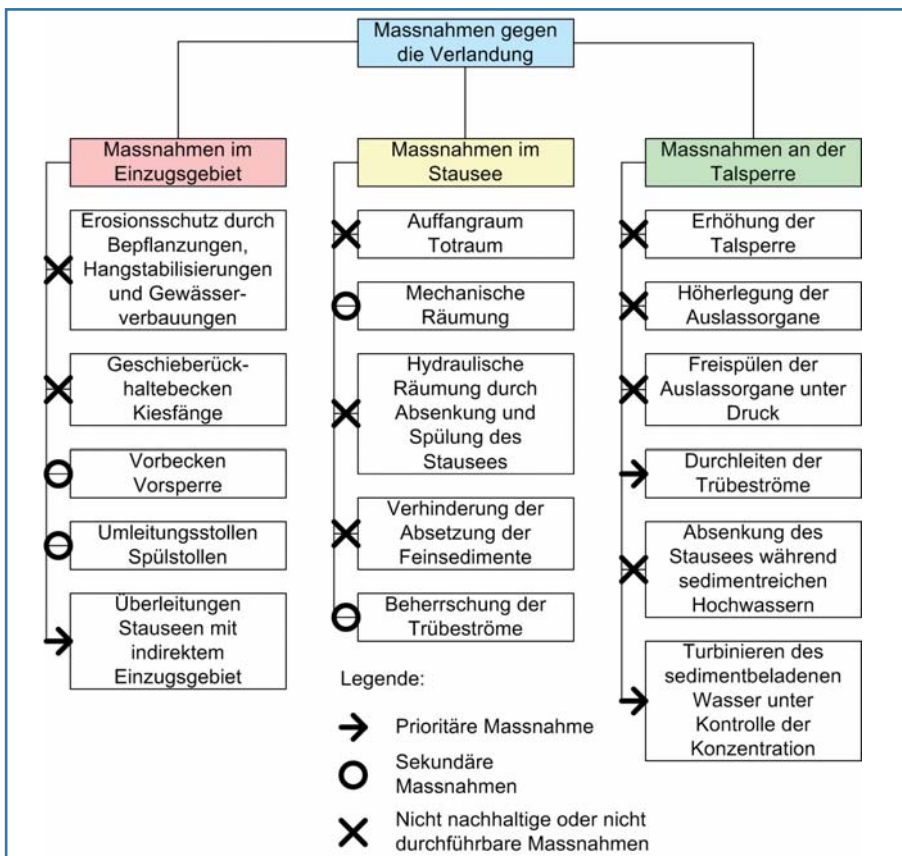 Massnahmen gegen
die Verlandung
Massnahmen im
Einzugsgebiet
Erosionsschutz durch
Bepflanzungen,
Hangstabilisierungen
und Gewässer-
verbauungen
Geschieberück-
haltebecken
Kiesfänge
Vorbecken
Vorsperre
Umleitungsstollen
Spülstollen
Überleitungen
Stauseen mit
indirektem
Einzugsgebiet
Massnahmen im
Stausee
Auffangraum
Totraum
Mechanische
Räumung
Hydraulische
Räumung durch
Absenkung und
Spülung des
Stausees
Verhinderung der
Absetzung der
Feinsedimente
Beherrschung der
Trübeströme
Massnahmen an der
Talsperre
Erhöhung der
Talsperre
Höherlegung der
Auslassorgane
Freispülen der
Auslassorgane unter
Druck
Durchleiten der
Trübeströme
Absenkung des
Stausees während
sedimentreichen
Hochwassern
Turbinieren des
sedimentbeladenen
Wasser unter
Kontrolle der
Konzentration
Legende:
Prioritäre Massnahme
Sekundäre
Massnahmen
Nicht nachhaltige oder nicht
durchführbare Massnahmen